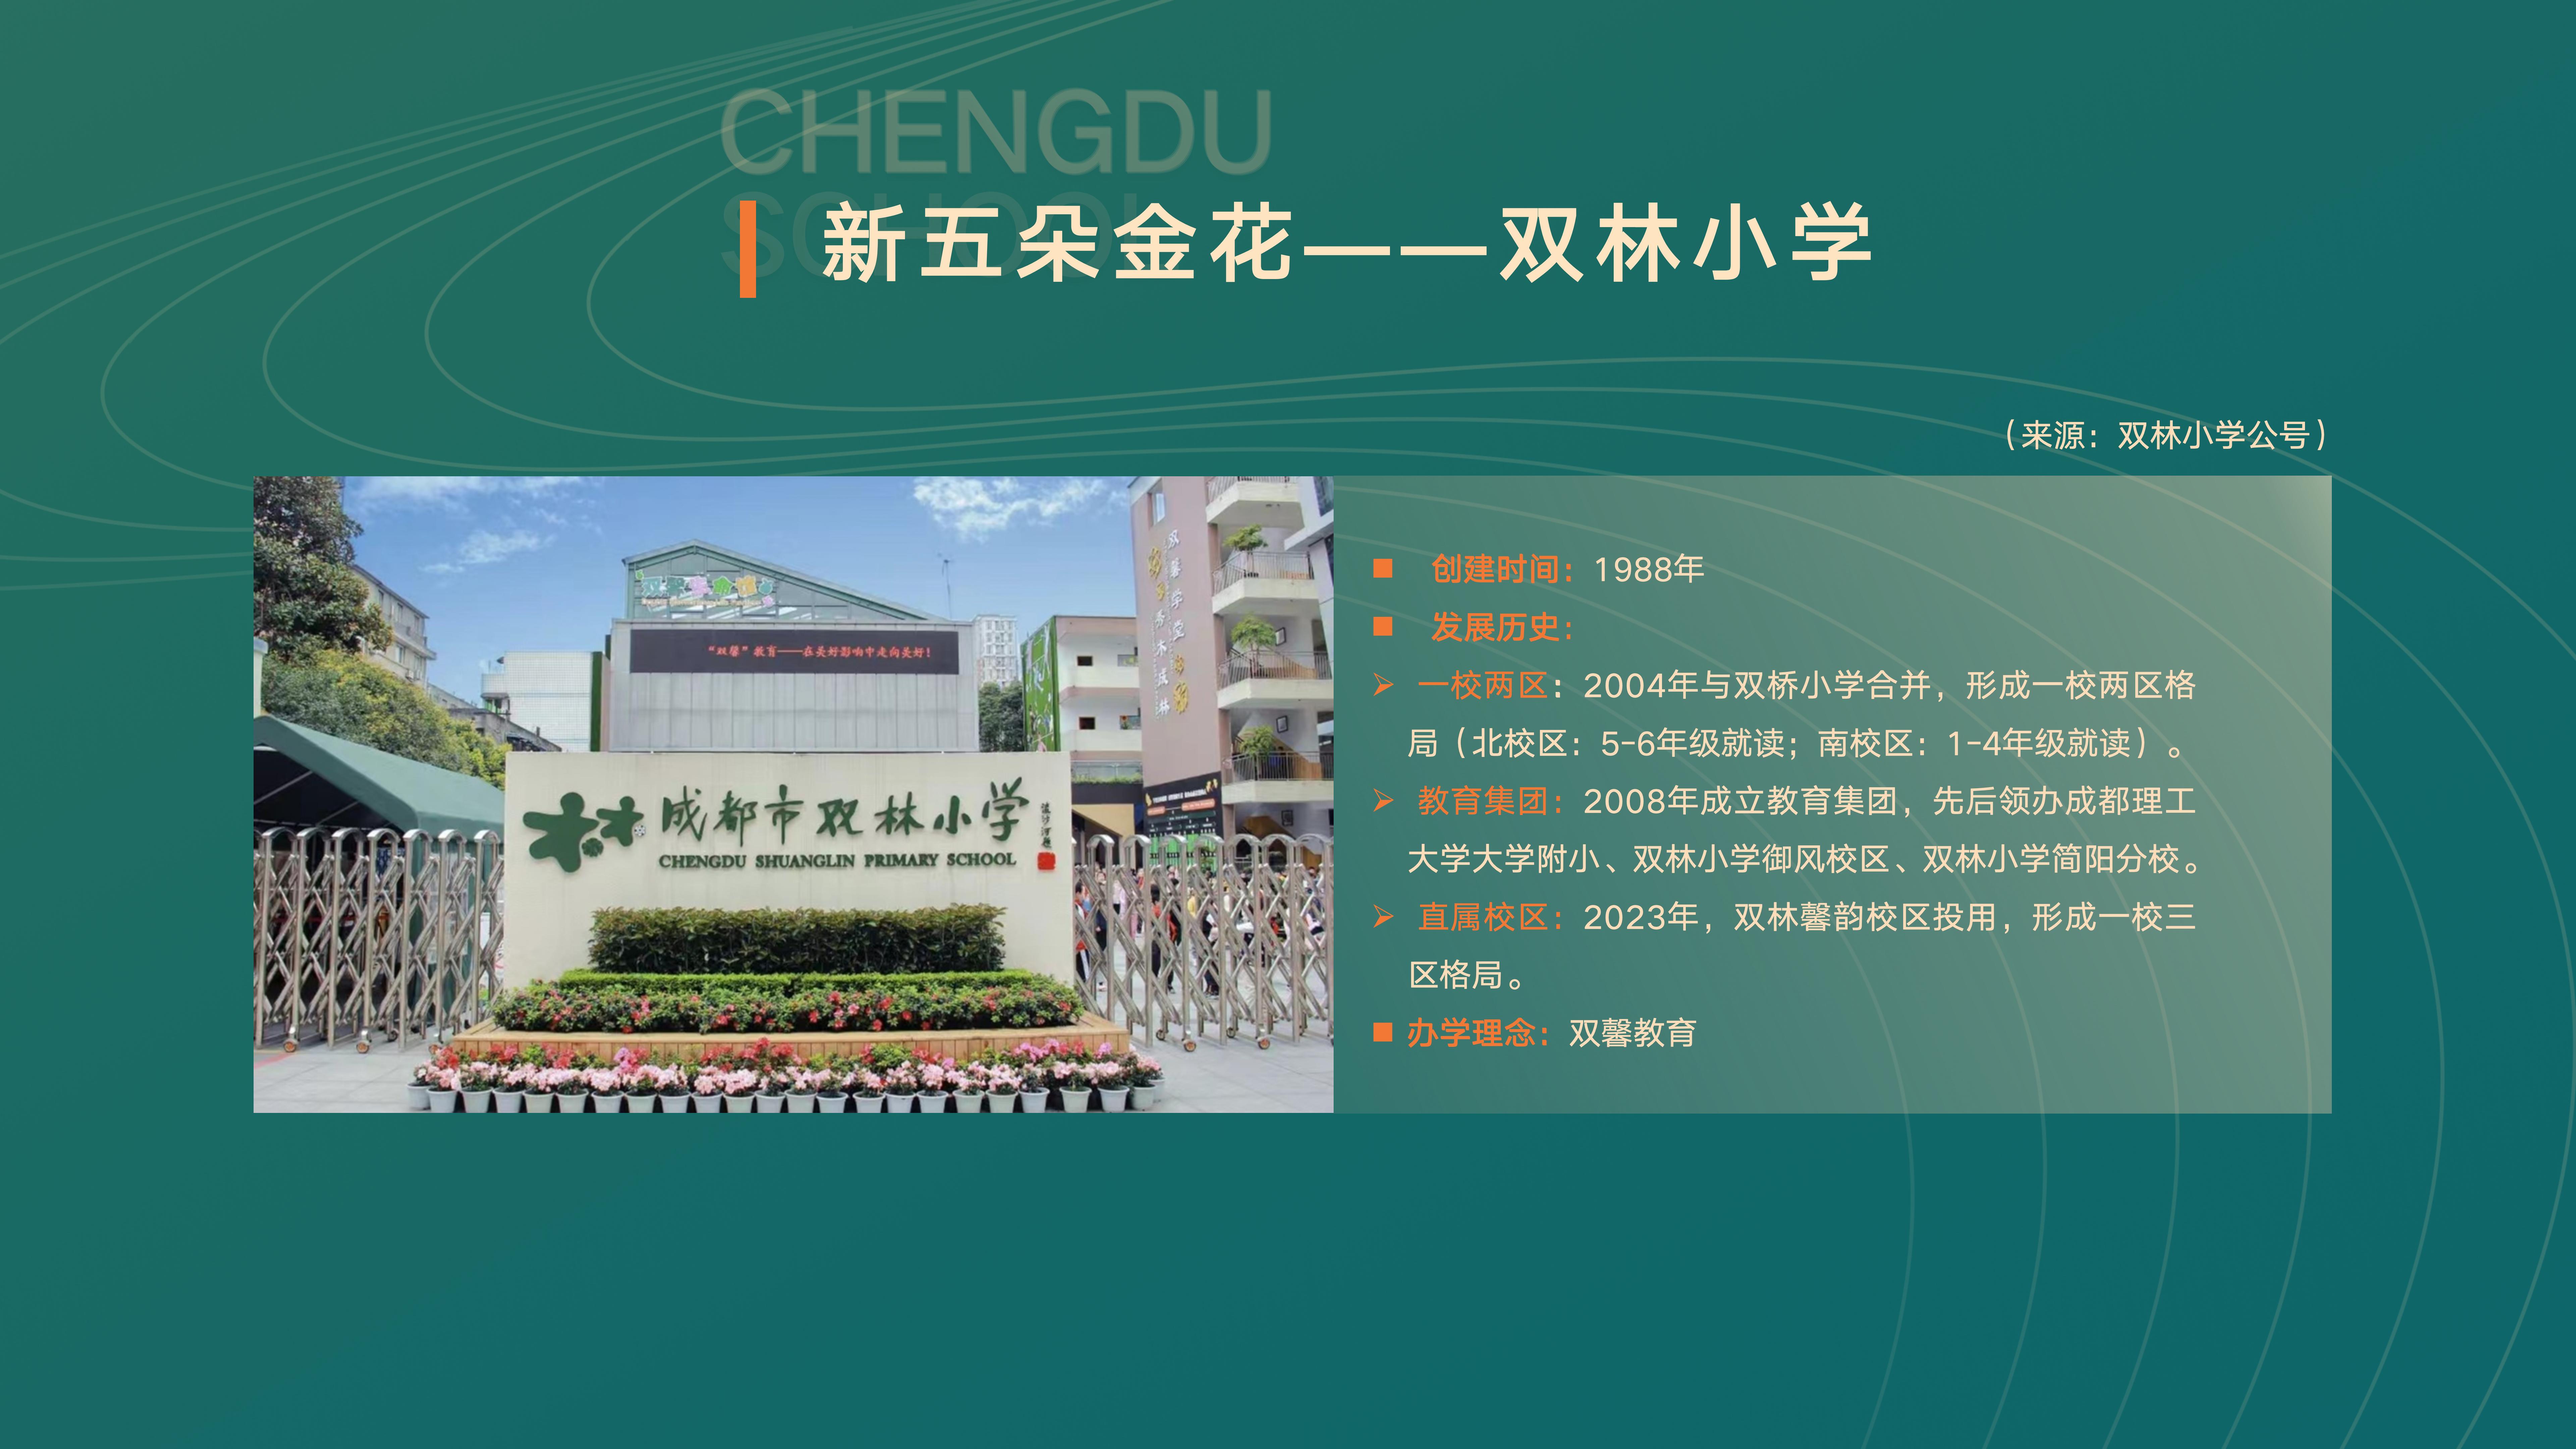 CHENGDU
SCHOOL
新五朵金花——双林小学
（来源：双林小学公号）
“双馨”教育——在美好影响中走向美好！
成都市双林小学
CHENGDU SHUANGLIN PRIMARY SCHOOL
■ 创建时间：1988年
■ 发展历史：
➢ 一校两区：2004年与双桥小学合并，形成一校两区格
局（北校区：5-6年级就读；南校区：1-4年级就读）。
➢ 教育集团：2008年成立教育集团，先后领办成都理工
大学大学附小、双林小学御风校区、双林小学简阳分校。
➢ 直属校区：2023年，双林馨韵校区投用，形成一校三
区格局。
■ 办学理念：双馨教育